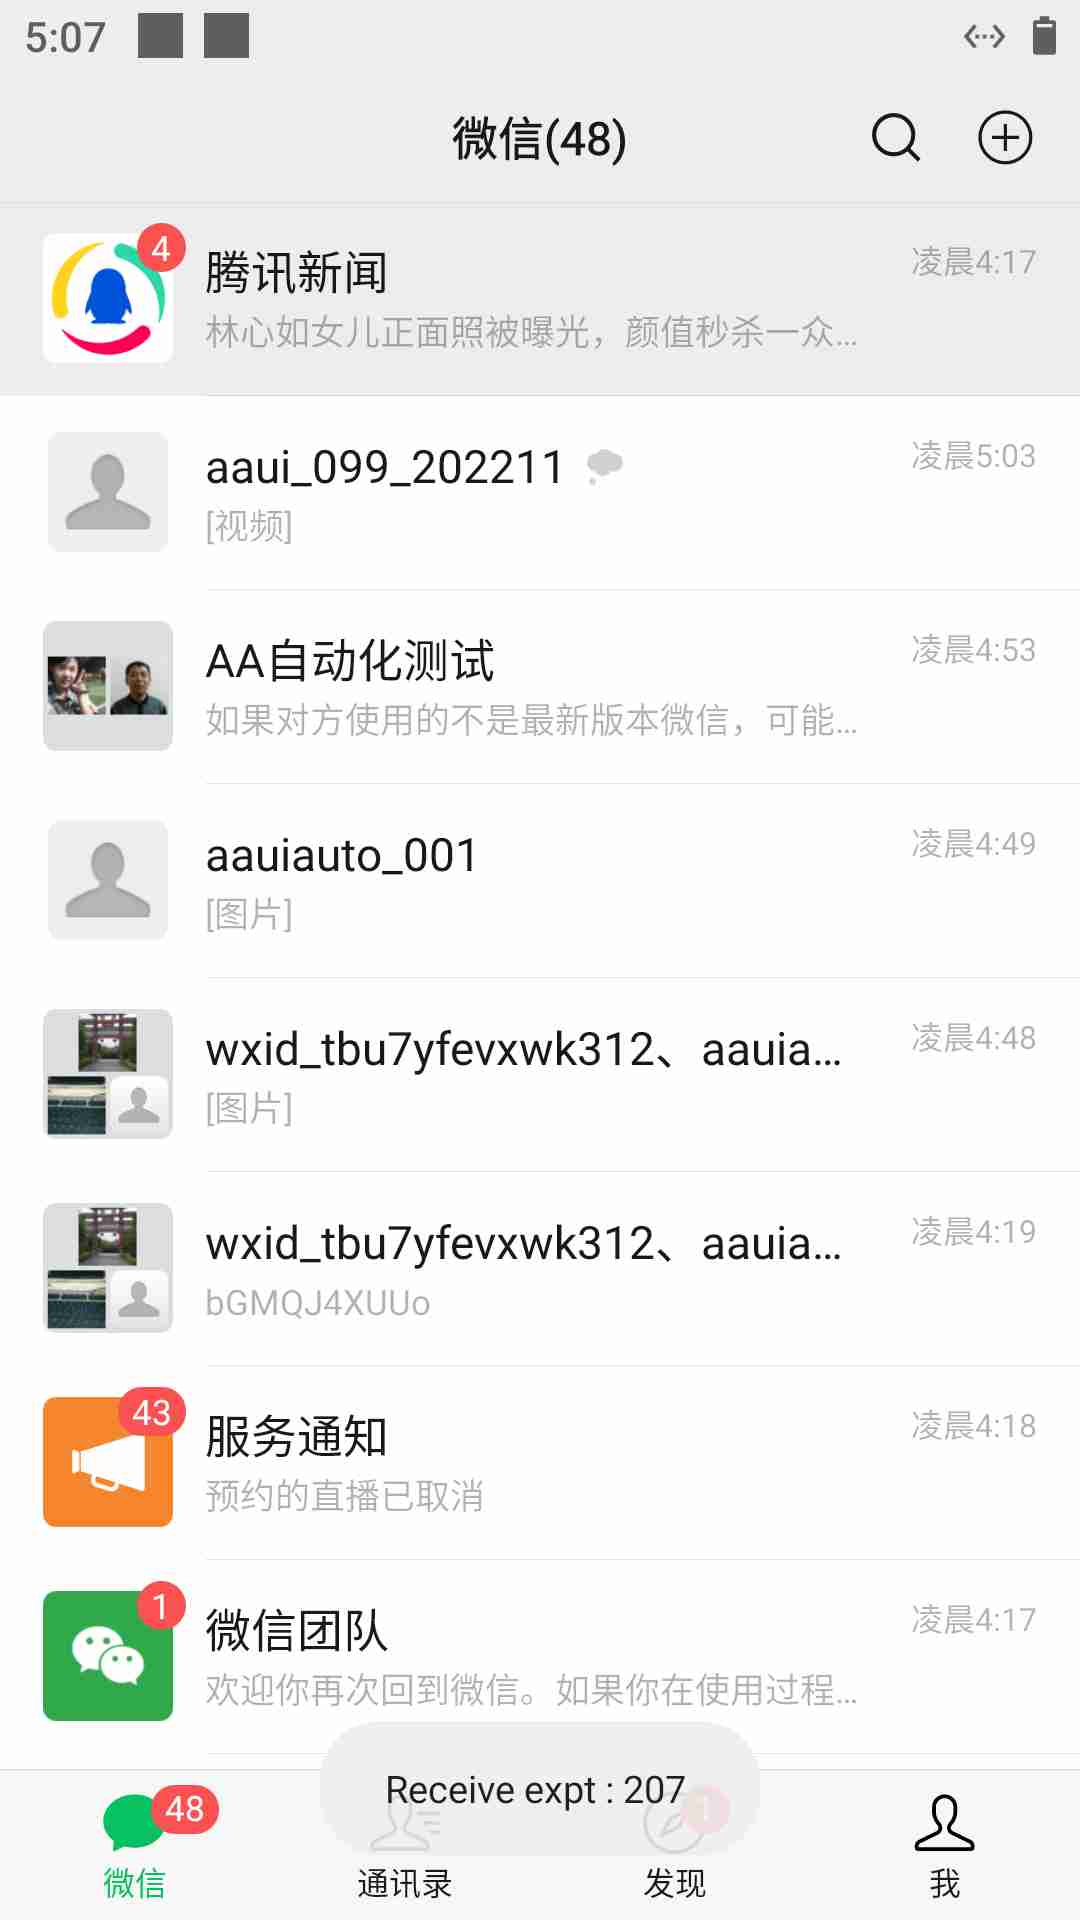 5:07
微信(48)
4
腾讯新闻
凌晨4:17
林心如女儿正面照被曝光，颜值秒杀一众...
aaui_099_202211
凌晨5:03
[视频]
AA自动化测试
凌晨4:53
如果对方使用的不是最新版本微信，可能...
aauiauto_001
凌晨4:49
[图片]
wxid_tbu7yfevxwk312、aauia...
凌晨4:48
[图片]
wxid_tbu7yfevxwk312、aauia...
凌晨4:19
bGMQJ4XUUo
43
服务通知
凌晨4:18
预约的直播已取消
1
微信团队
凌晨4:17
欢迎你再次回到微信。如果你在使用过程...
Receive expt : 207
48
1
微信
通讯录
发现
我